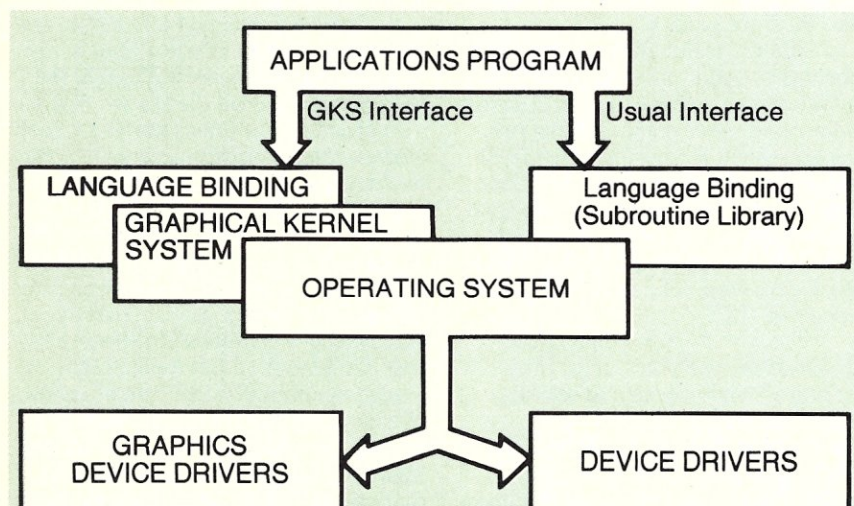 APPLICATIONS PROGRAM
GKS Interface
Usual Interface
LANGUAGE BINDING
GRAPHICAL KERNEL
SYSTEM
Language Binding
(Subroutine Library)
OPERATING SYSTEM
GRAPHICS
DEVICE DRIVERS
DEVICE DRIVERS